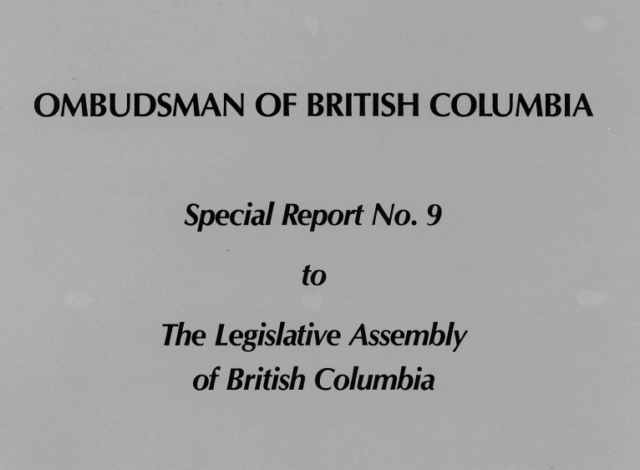 OMBUDSMAN OF BRITISH COLUMBIA
Special Report No. 9
to
The Legislative Assembly
of British Columbia